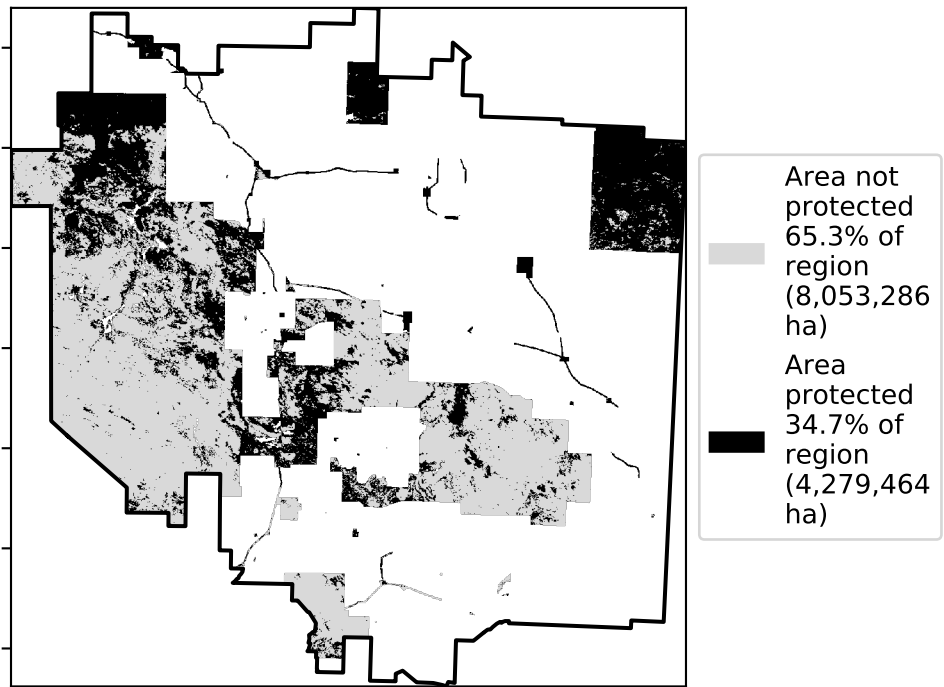 Area not
protected
65.3% of
region
(8,053,286
ha)
Area
protected
34.7% of
region
(4,279,464
ha)